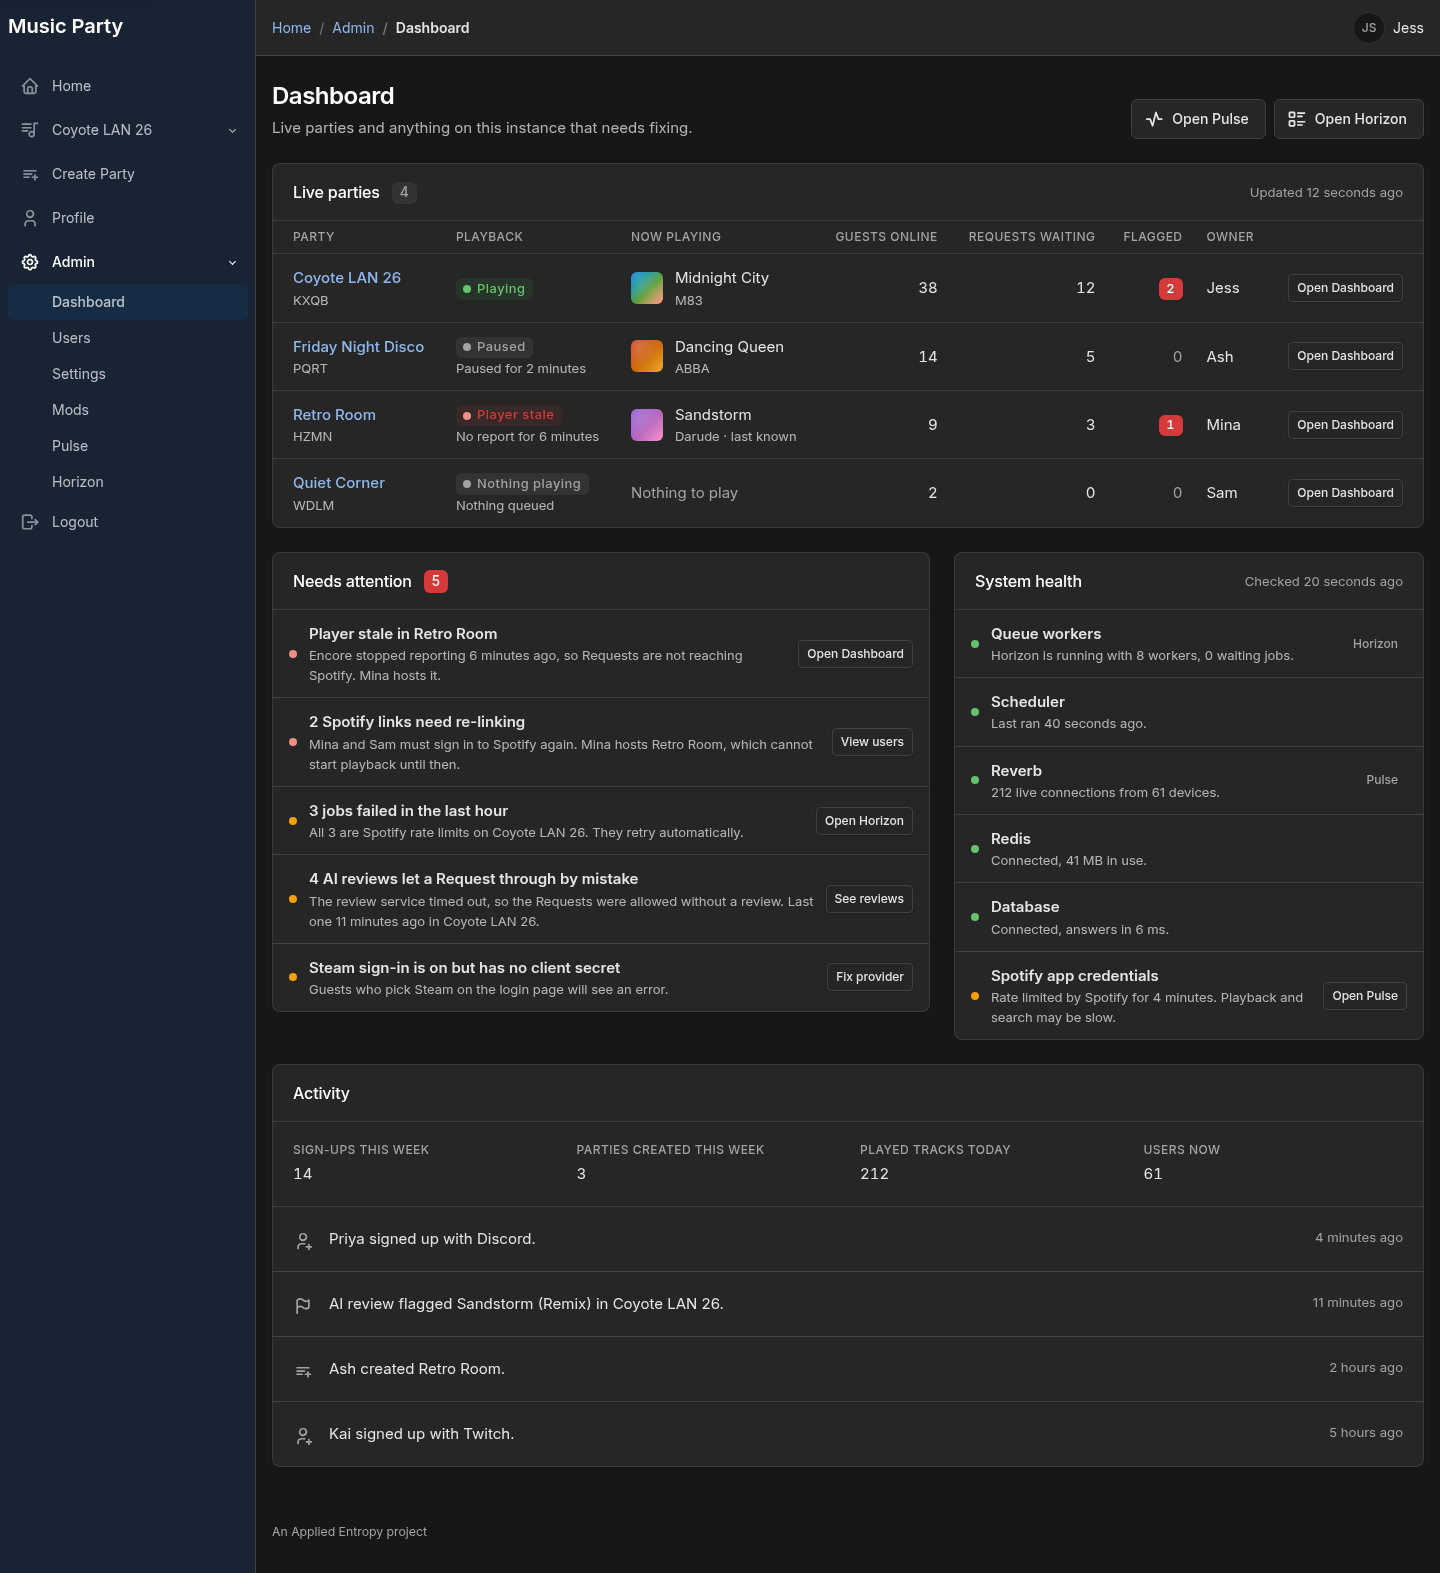 Music Party
Home
Coyote LAN 26
Create Party
Profile
Admin
Dashboard
Users
Settings
Mods
Pulse
Horizon
Logout
Home / Admin / Dashboard
JS Jess
Dashboard
Live parties and anything on this instance that needs fixing.
Open Pulse
Open Horizon
Live parties 4
Updated 12 seconds ago
PARTY PLAYBACK NOW PLAYING GUESTS ONLINE REQUESTS WAITING FLAGGED OWNER
Coyote LAN 26
KXQB
Playing
Midnight City
M83
38 12 2 Jess Open Dashboard
Friday Night Disco
PQRT
Paused
Paused for 2 minutes
Dancing Queen
ABBA
14 5 0 Ash Open Dashboard
Retro Room
HZMN
Player stale
No report for 6 minutes
Sandstorm
Darude · last known
9 3 1 Mina Open Dashboard
Quiet Corner
WDLM
Nothing playing
Nothing queued
Nothing to play
2 0 0 Sam Open Dashboard
Needs attention 5
Player stale in Retro Room
Encore stopped reporting 6 minutes ago, so Requests are not reaching
Spotify. Mina hosts it.
Open Dashboard
2 Spotify links need re-linking
Mina and Sam must sign in to Spotify again. Mina hosts Retro Room, which cannot
start playback until then.
View users
3 jobs failed in the last hour
All 3 are Spotify rate limits on Coyote LAN 26. They retry automatically.
Open Horizon
4 AI reviews let a Request through by mistake
The review service timed out, so the Requests were allowed without a review. Last
one 11 minutes ago in Coyote LAN 26.
See reviews
Steam sign-in is on but has no client secret
Guests who pick Steam on the login page will see an error.
Fix provider
System health
Checked 20 seconds ago
Queue workers
Horizon is running with 8 workers, 0 waiting jobs.
Horizon
Scheduler
Last ran 40 seconds ago.
Reverb
212 live connections from 61 devices.
Pulse
Redis
Connected, 41 MB in use.
Database
Connected, answers in 6 ms.
Spotify app credentials
Rate limited by Spotify for 4 minutes. Playback and
search may be slow.
Open Pulse
Activity
SIGN-UPS THIS WEEK
14
PARTIES CREATED THIS WEEK
3
PLAYED TRACKS TODAY
212
USERS NOW
61
Priya signed up with Discord.
4 minutes ago
AI review flagged Sandstorm (Remix) in Coyote LAN 26.
11 minutes ago
Ash created Retro Room.
2 hours ago
Kai signed up with Twitch.
5 hours ago
An Applied Entropy project